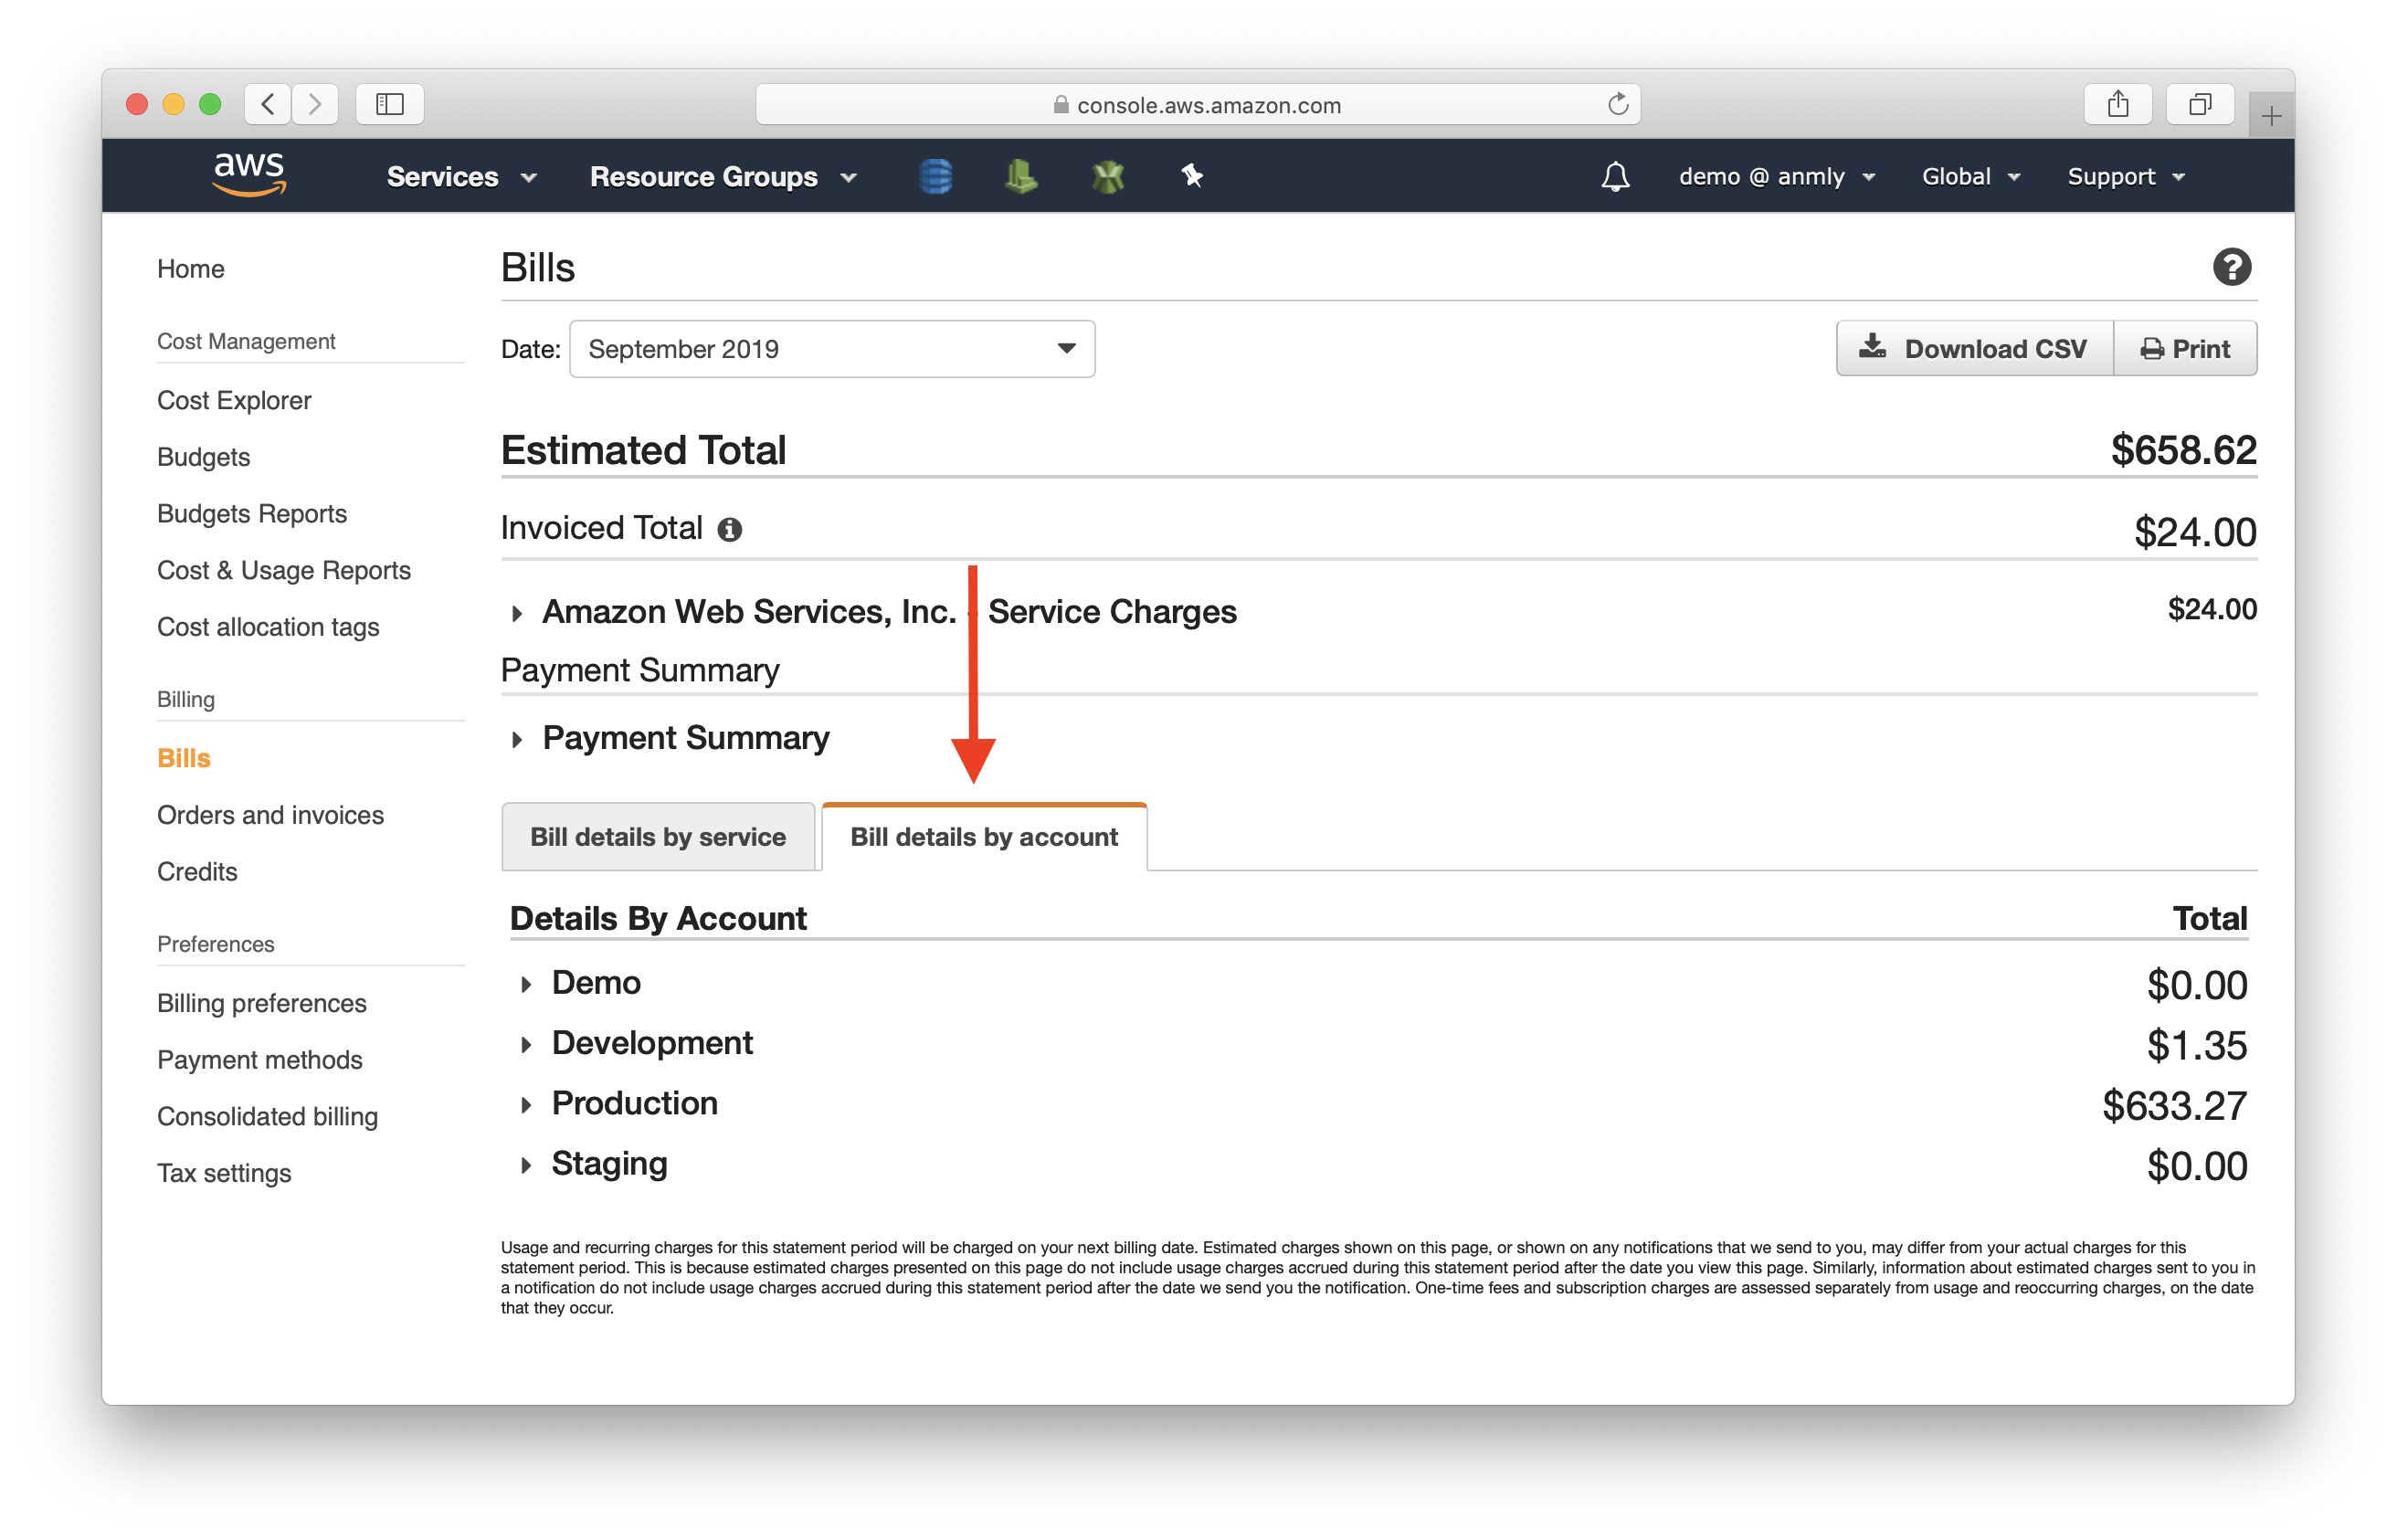 console.aws.amazon.com
aws
Services
Resource Groups
demo @ anmly
Global
Support
Home
Cost Management
Cost Explorer
Budgets
Budgets Reports
Cost & Usage Reports
Cost allocation tags
Billing
Bills
Orders and invoices
Credits
Preferences
Billing preferences
Payment methods
Consolidated billing
Tax settings
Bills
Date: September 2019
Download CSV
Print
Estimated Total $658.62
Invoiced Total $24.00
Amazon Web Services, Inc. - Service Charges $24.00
Payment Summary
Payment Summary
Bill details by service
Bill details by account
Details By Account Total
Demo $0.00
Development $1.35
Production $633.27
Staging $0.00
Usage and recurring charges for this statement period will be charged on your next billing date. Estimated charges shown on this page, or shown on any notifications that we send to you, may differ from your actual charges for this
statement period. This is because estimated charges presented on this page do not include usage charges accrued during this statement period after the date you view this page. Similarly, information about estimated charges sent to you in
a notification do not include usage charges accrued during this statement period after the date we send you the notification. One-time fees and subscription charges are assessed separately from usage and reoccurring charges, on the date
that they occur.